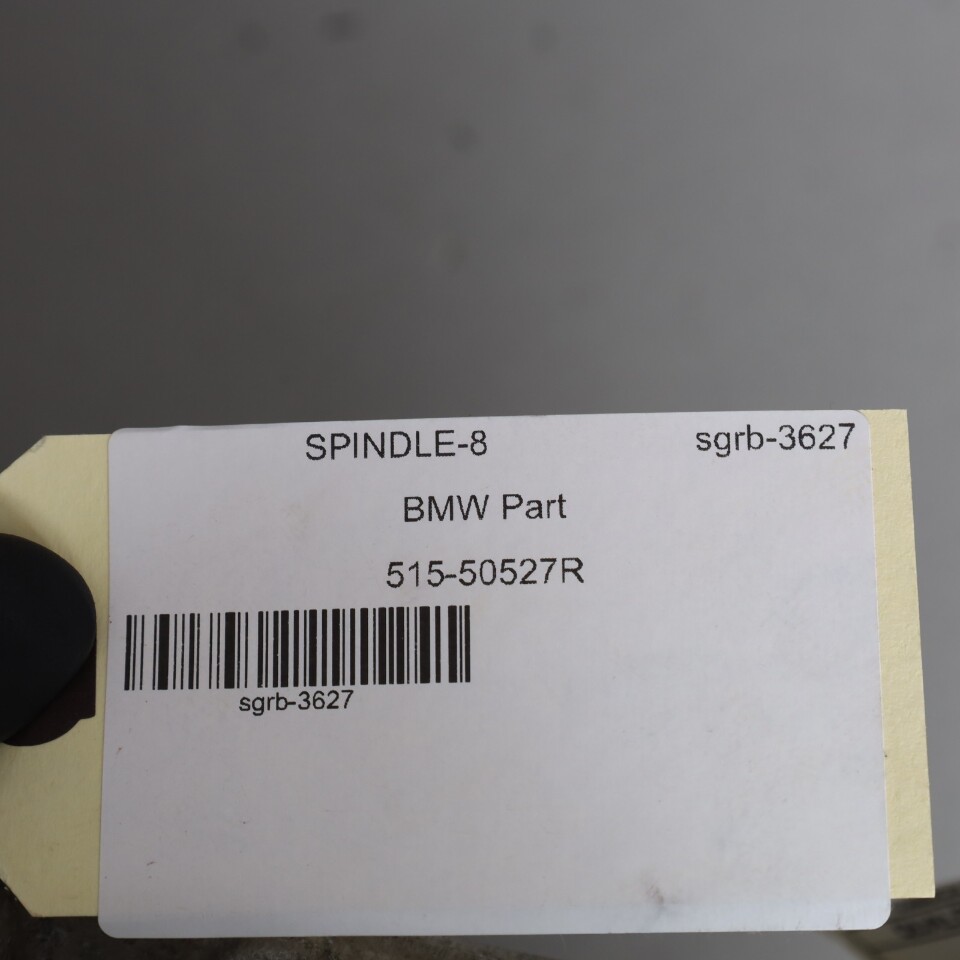 SPINDLE-8 sgrb-3627
BMW Part
515-50527R
sgrb-3627